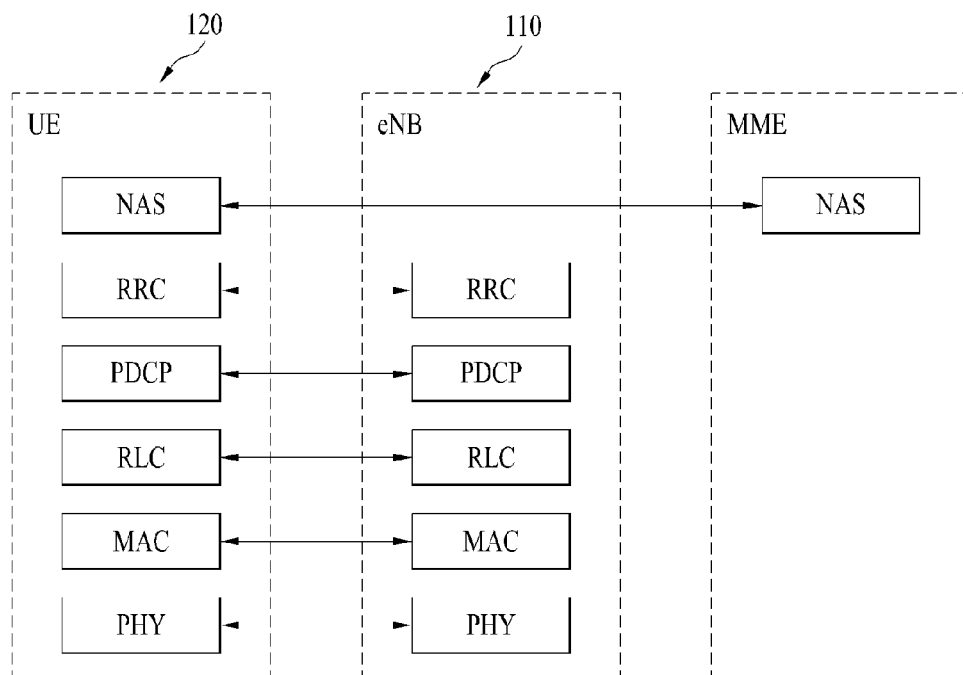 120
110
UE
eNB
MME
NAS
NAS
RRC
RRC
PDCP
PDCP
RLC
RLC
MAC
MAC
PHY
PHY